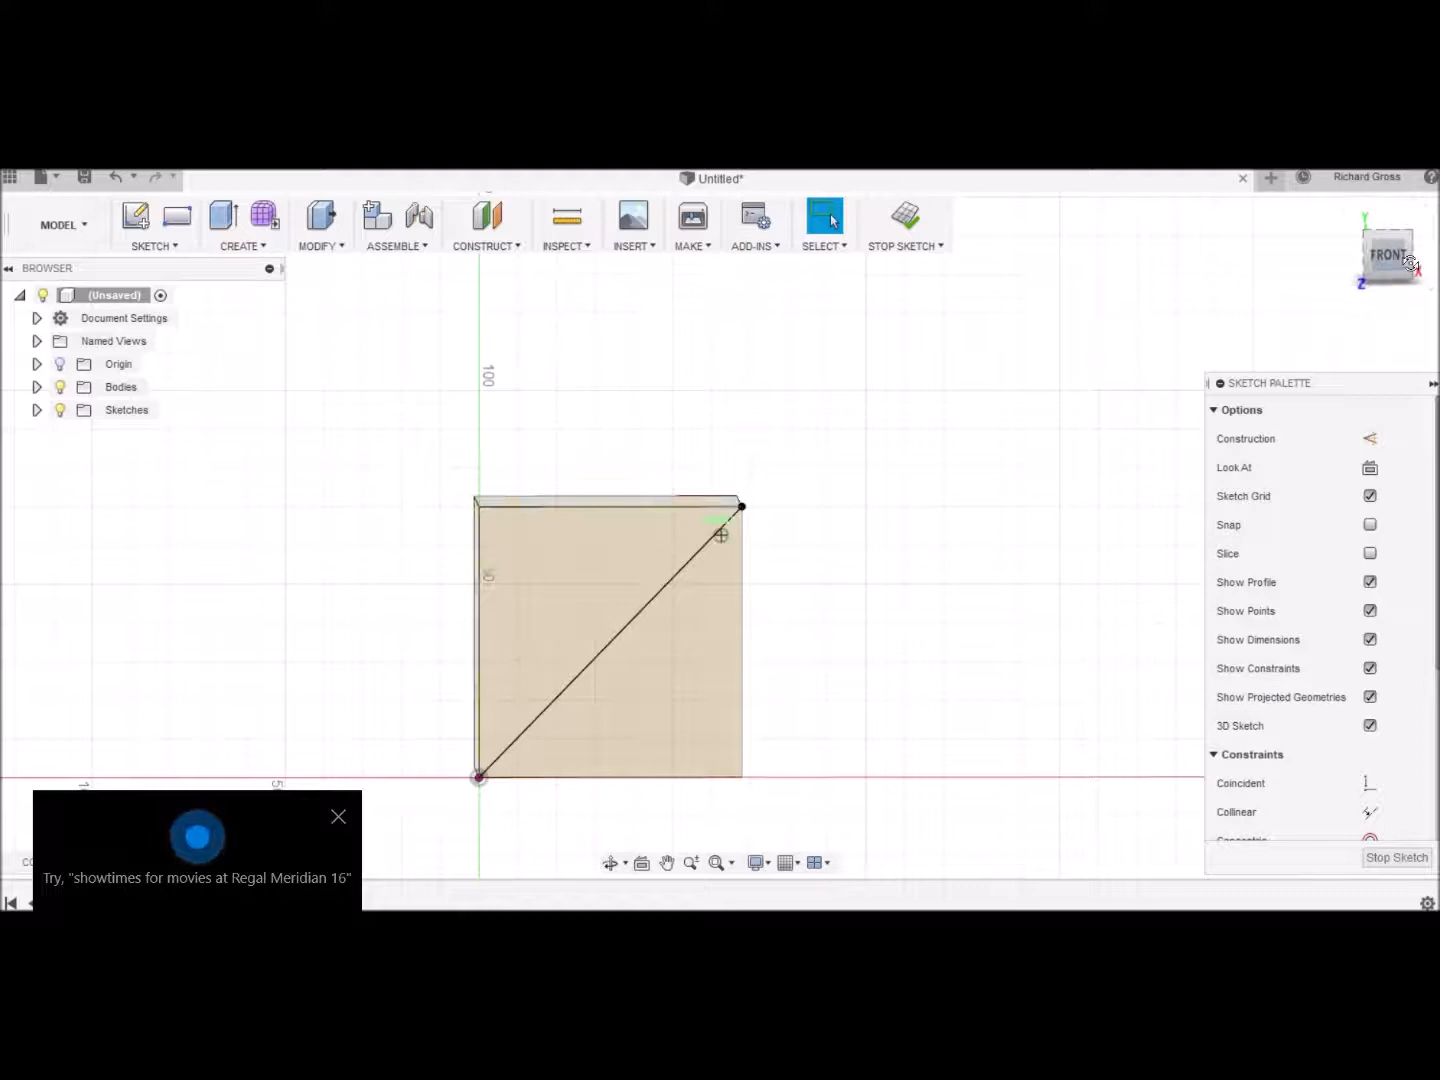 Untitled*
Richard Gross
MODEL
SKETCH
CREATE
MODIFY
ASSEMBLE
CONSTRUCT
INSPECT
INSERT
MAKE
ADD-INS
SELECT
STOP SKETCH
Y
FRONT
X
Z
BROWSER
(Unsaved)
Document Settings
Named Views
Origin
Bodies
Sketches
100
50
SKETCH PALETTE
Options
Construction
Look At
Sketch Grid
Snap
Slice
Show Profile
Show Points
Show Dimensions
Show Constraints
Show Projected Geometries
3D Sketch
Constraints
Coincident
Collinear
Stop Sketch
Try, "showtimes for movies at Regal Meridian 16"